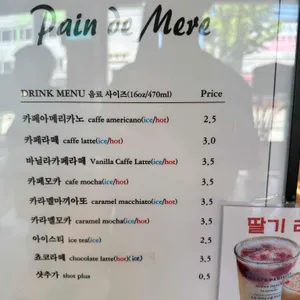 Pain de Mere
DRINK MENU 음료 사이즈(16oz/470ml) Price
카페아메리카노 caffe americano(ice/hot) 2,5
카페라떼 caffe latte(ice/hot) 3,0
바닐라카페라떼 Vanilla Caffe Latte(ice/hot) 3,5
카페모카 cafe mocha(ice/hot) 3,5
카라멜마끼아또 caramel macchiato(ice/hot) 3,5
카라멜모카 caramel mocha(ice/hot) 3,5
아이스티 ice tea(ice) 2,5
쵸코라떼 chocolate latte(hot)(ice) 3,5
샷추가 shot plus 0,5
딸기